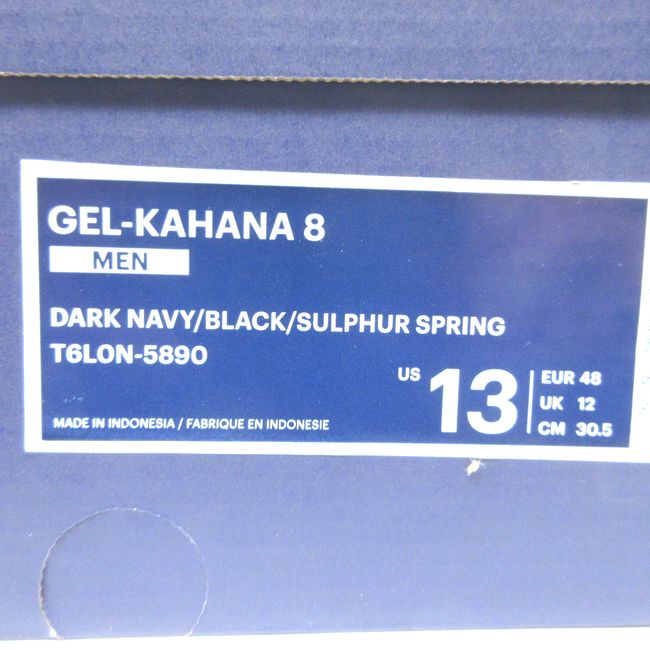 GEL-KAHANA 8
MEN
DARK NAVY/BLACK/SULPHUR SPRING
T6L0N-5890
US 13
EUR 48
UK 12
CM 30.5
MADE IN INDONESIA / FABRIQUE EN INDONESIE